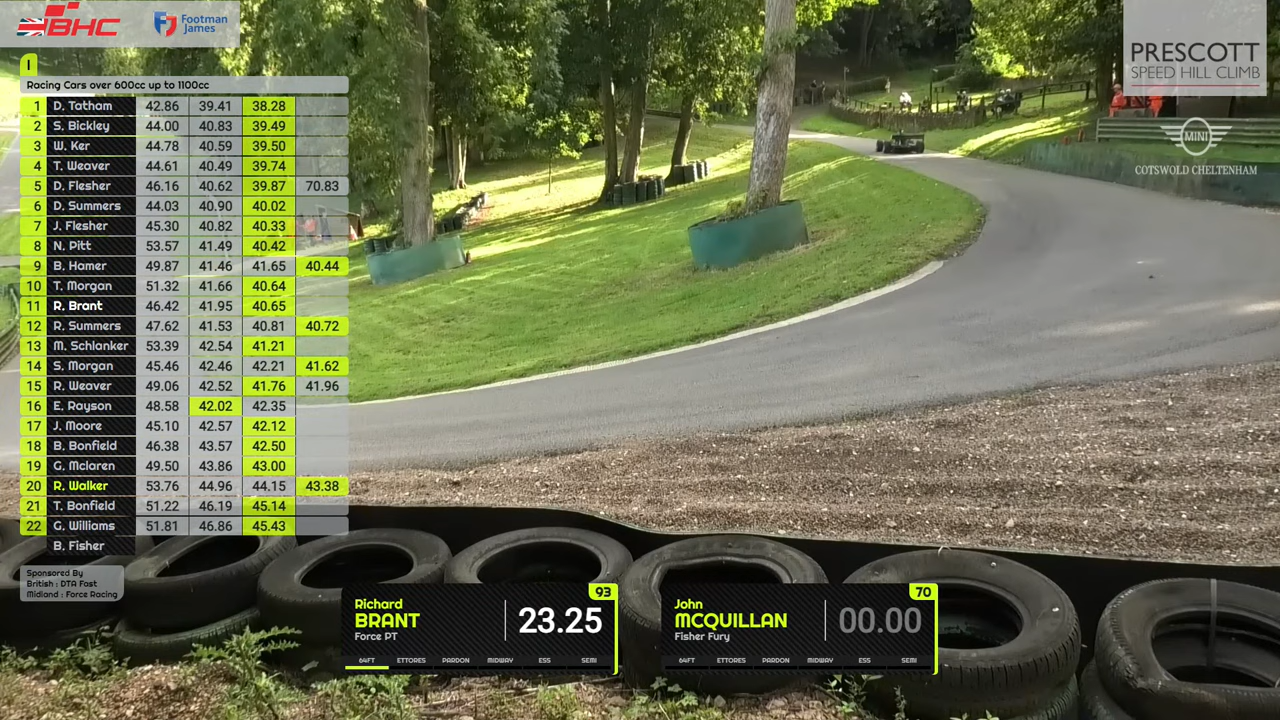 BHC
Footman
James
PRESCOTT
SPEED HILL CLIMB
MINI
COTSWOLD CHELTENHAM
I
Racing Cars over 600cc up to 1100cc
1 D. Tatham 42.86 39.41 38.28
2 S. Bickley 44.00 40.83 39.49
3 W. Ker 44.78 40.59 39.50
4 T. Weaver 44.61 40.49 39.74
5 D. Flesher 46.16 40.62 39.87 70.83
6 D. Summers 44.03 40.90 40.02
7 J. Flesher 45.30 40.82 40.33
8 N. Pitt 53.57 41.49 40.42
9 B. Hamer 49.87 41.46 41.65 40.44
10 T. Morgan 51.32 41.66 40.64
11 R. Brant 46.42 41.95 40.65
12 R. Summers 47.62 41.53 40.81 40.72
13 M. Schlanker 53.39 42.54 41.21
14 S. Morgan 45.46 42.46 42.21 41.62
15 R. Weaver 49.06 42.52 41.76 41.96
16 E. Rayson 48.58 42.02 42.35
17 J. Moore 45.10 42.57 42.12
18 B. Bonfield 46.38 43.57 42.50
19 G. Mclaren 49.50 43.86 43.00
20 R. Walker 53.76 44.96 44.15 43.38
21 T. Bonfield 51.22 46.19 45.14
22 G. Williams 51.81 46.86 45.43
B. Fisher
Sponsored By
British : DTA Fast
Midland : Force Racing
93
Richard
BRANT
Force PT
23.25
64FT ETTORES PARDON MIDWAY ESS SEMI
70
John
MCQUILLAN
Fisher Fury
00.00
64FT ETTORES PARDON MIDWAY ESS SEMI